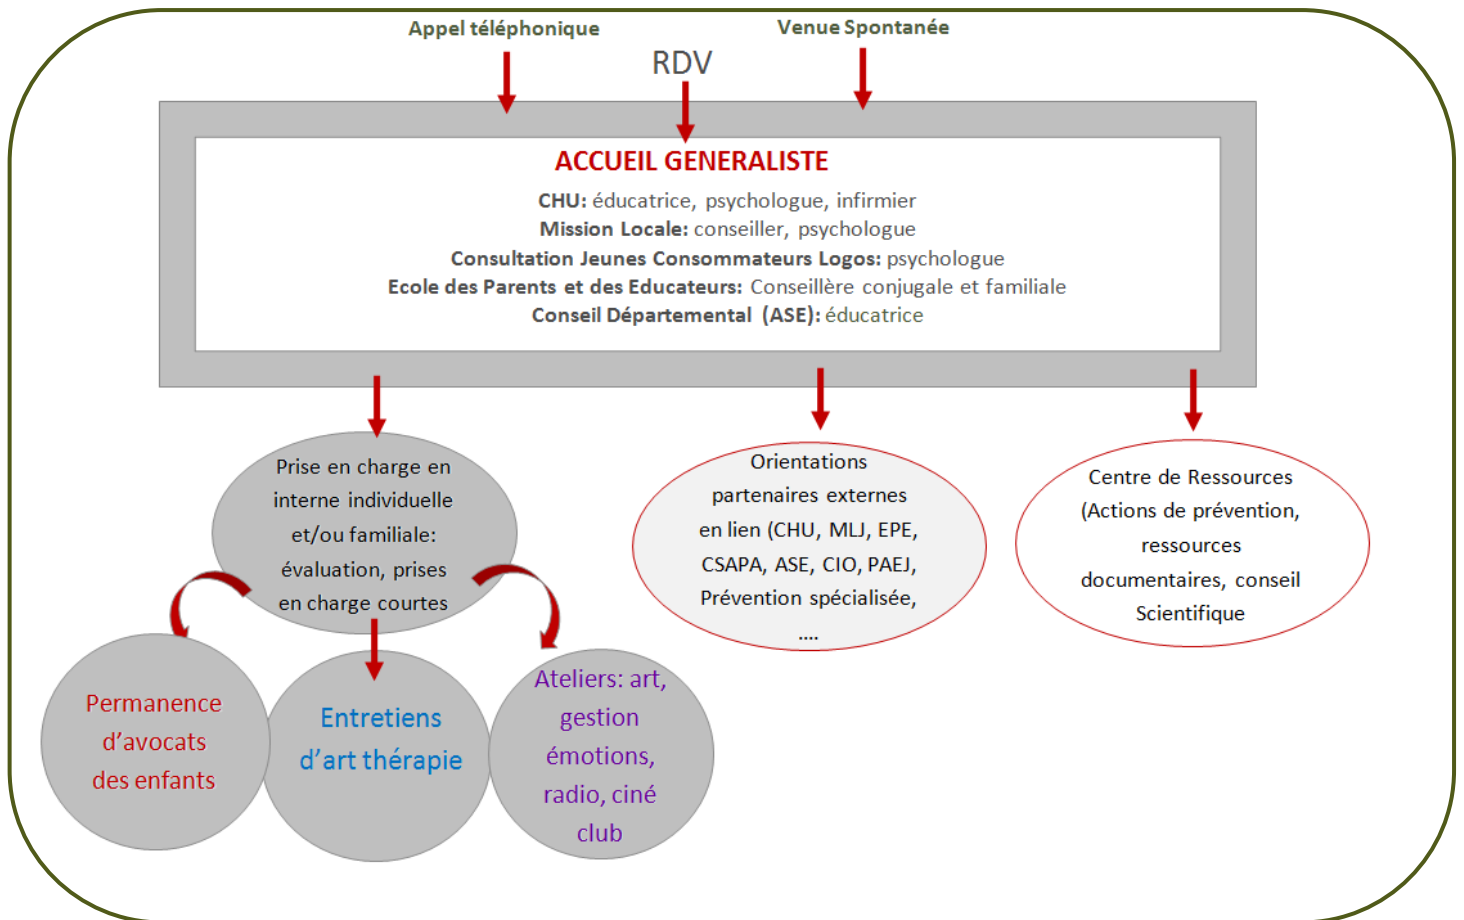 Appel téléphonique
Venue Spontanée
RDV
ACCUEIL GENERALISTE
CHU: éducatrice, psychologue, infirmier
Mission Locale: conseiller, psychologue
Consultation Jeunes Consommateurs Logos: psychologue
Ecole des Parents et des Educateurs: Conseillère conjugale et familiale
Conseil Départemental (ASE): éducatrice
Prise en charge en
interne individuelle
et/ou familiale:
évaluation, prises
en charge courtes
Orientations
partenaires externes
en lien (CHU, MLJ, EPE,
CSAPA, ASE, CIO, PAEJ,
Prévention spécialisée,
....
Centre de Ressources
(Actions de prévention,
ressources
documentaires, conseil
Scientifique
Permanence
d’avocats
des enfants
Entretiens
d’art thérapie
Ateliers: art,
gestion
émotions,
radio, ciné
club